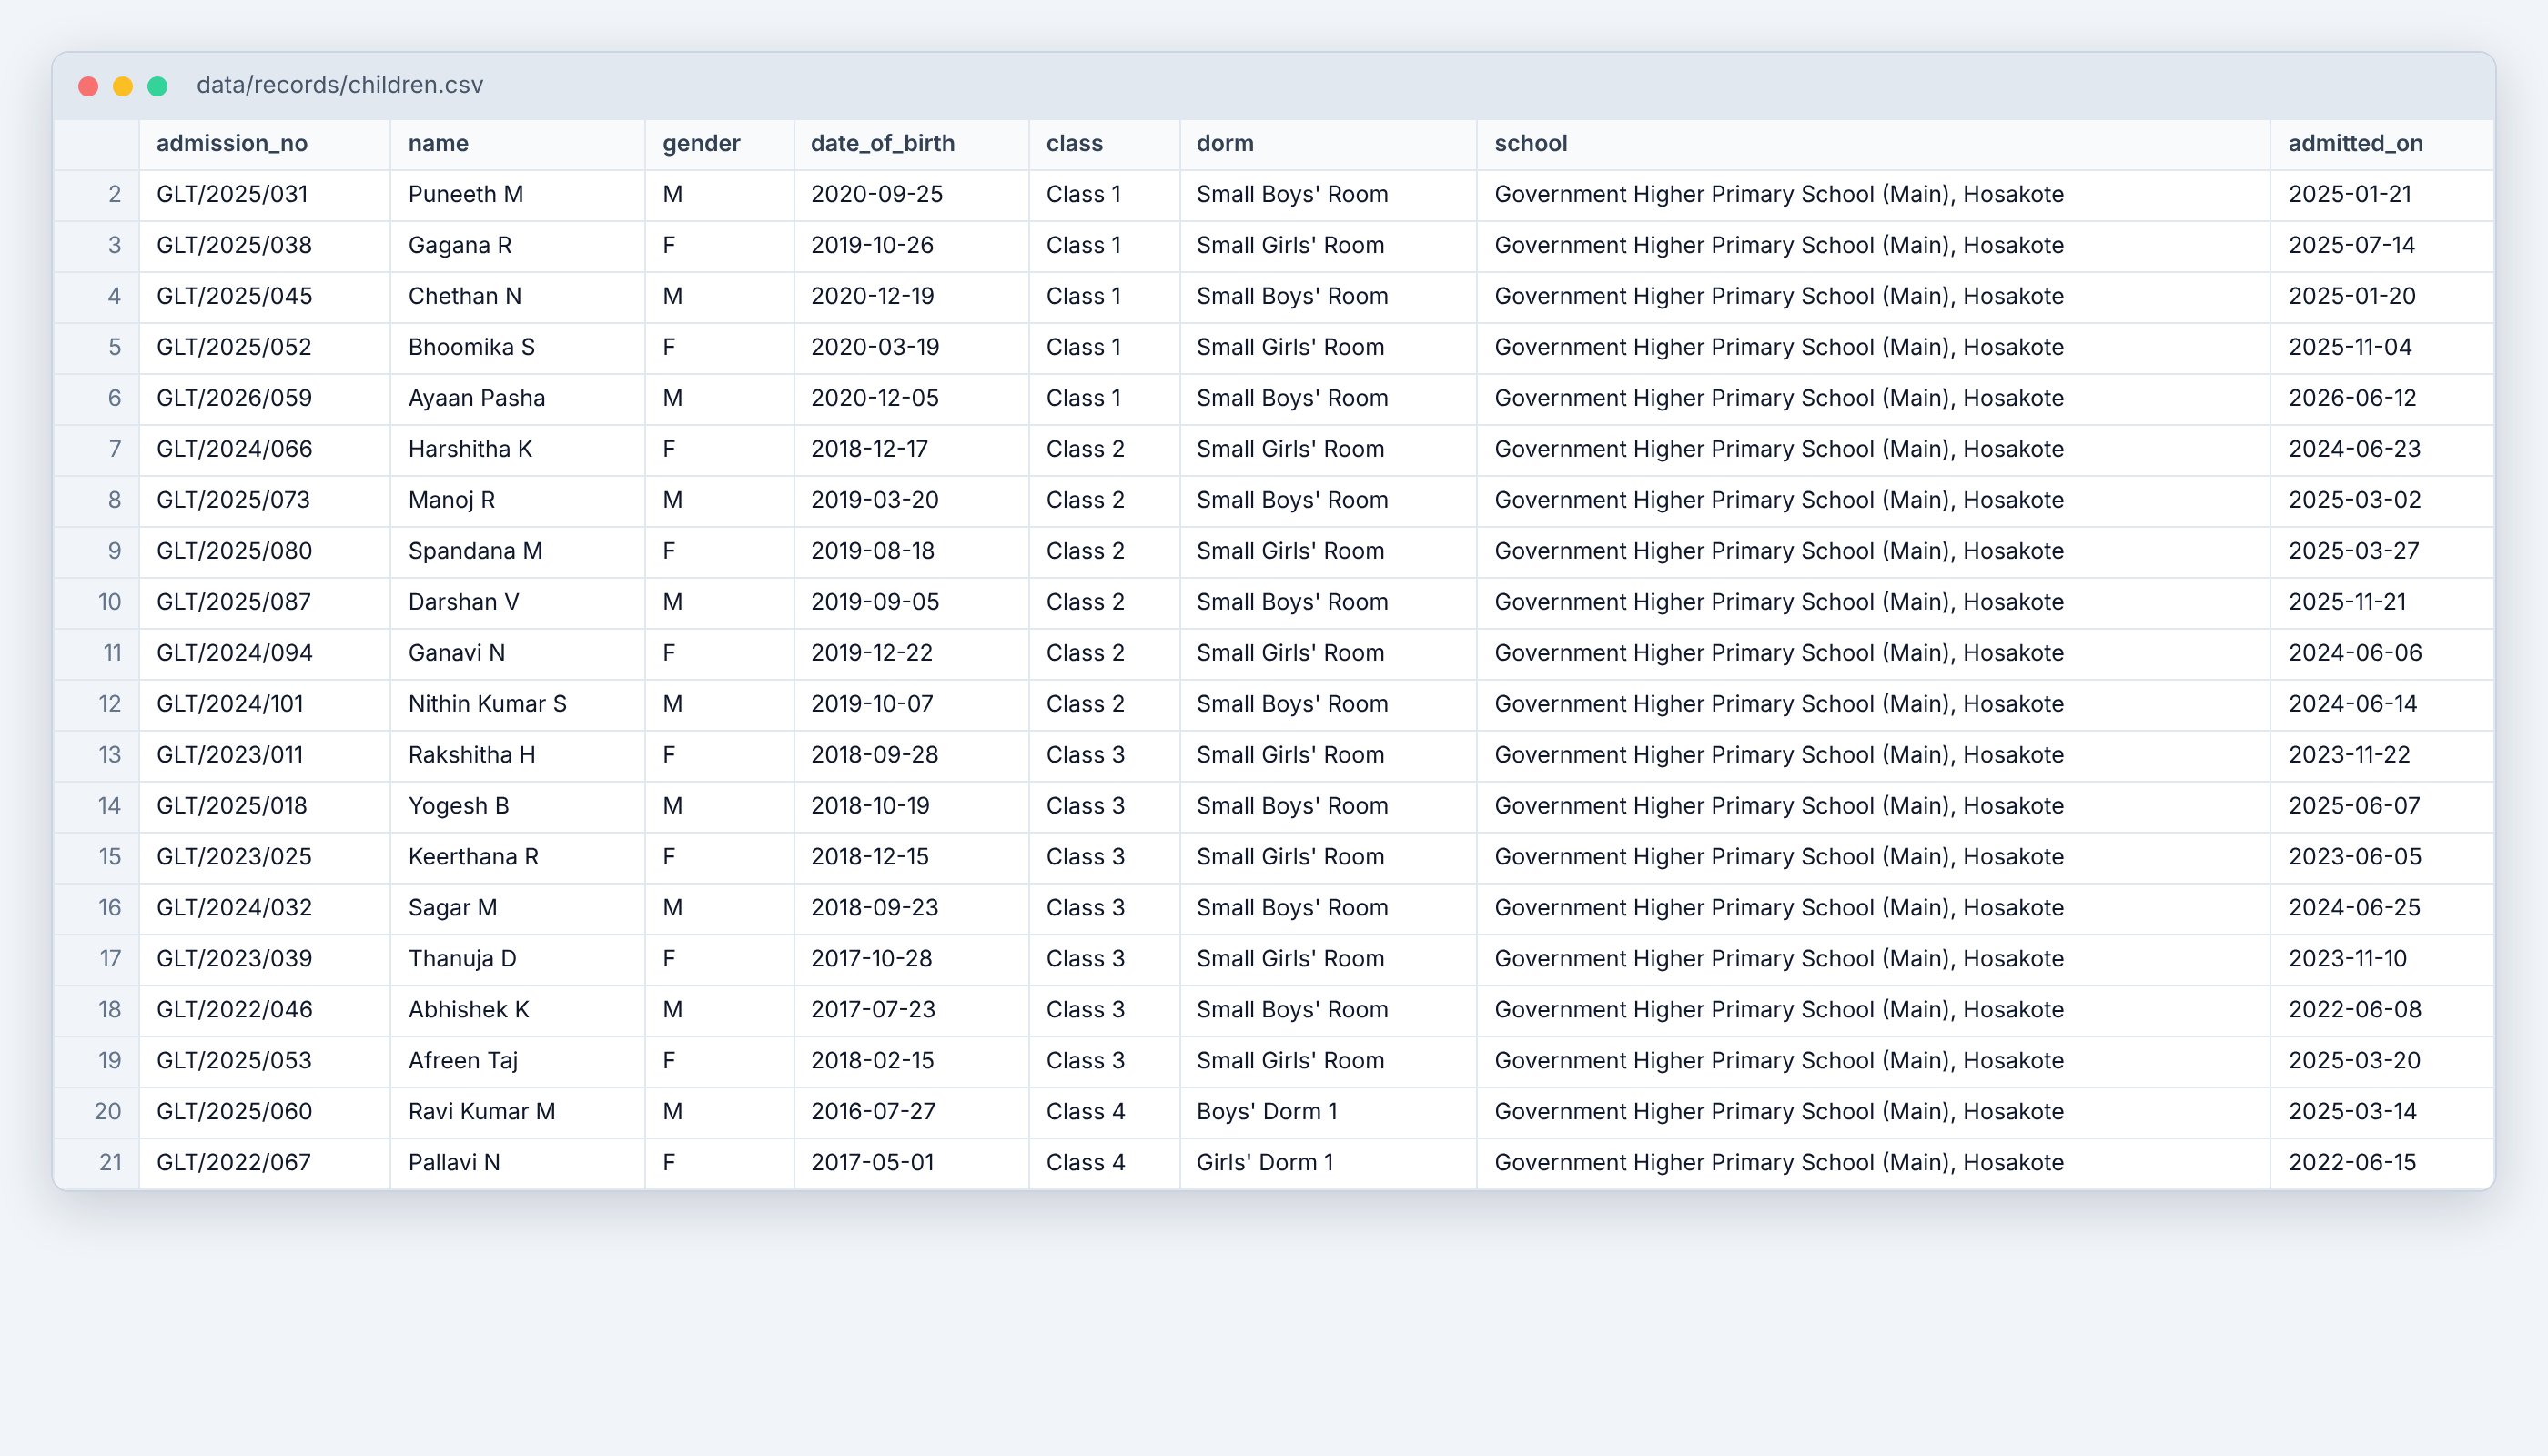 data/records/children.csv
admission_no name gender date_of_birth class dorm school admitted_on
2 GLT/2025/031 Puneeth M M 2020-09-25 Class 1 Small Boys' Room Government Higher Primary School (Main), Hosakote 2025-01-21
3 GLT/2025/038 Gagana R F 2019-10-26 Class 1 Small Girls' Room Government Higher Primary School (Main), Hosakote 2025-07-14
4 GLT/2025/045 Chethan N M 2020-12-19 Class 1 Small Boys' Room Government Higher Primary School (Main), Hosakote 2025-01-20
5 GLT/2025/052 Bhoomika S F 2020-03-19 Class 1 Small Girls' Room Government Higher Primary School (Main), Hosakote 2025-11-04
6 GLT/2026/059 Ayaan Pasha M 2020-12-05 Class 1 Small Boys' Room Government Higher Primary School (Main), Hosakote 2026-06-12
7 GLT/2024/066 Harshitha K F 2018-12-17 Class 2 Small Girls' Room Government Higher Primary School (Main), Hosakote 2024-06-23
8 GLT/2025/073 Manoj R M 2019-03-20 Class 2 Small Boys' Room Government Higher Primary School (Main), Hosakote 2025-03-02
9 GLT/2025/080 Spandana M F 2019-08-18 Class 2 Small Girls' Room Government Higher Primary School (Main), Hosakote 2025-03-27
10 GLT/2025/087 Darshan V M 2019-09-05 Class 2 Small Boys' Room Government Higher Primary School (Main), Hosakote 2025-11-21
11 GLT/2024/094 Ganavi N F 2019-12-22 Class 2 Small Girls' Room Government Higher Primary School (Main), Hosakote 2024-06-06
12 GLT/2024/101 Nithin Kumar S M 2019-10-07 Class 2 Small Boys' Room Government Higher Primary School (Main), Hosakote 2024-06-14
13 GLT/2023/011 Rakshitha H F 2018-09-28 Class 3 Small Girls' Room Government Higher Primary School (Main), Hosakote 2023-11-22
14 GLT/2025/018 Yogesh B M 2018-10-19 Class 3 Small Boys' Room Government Higher Primary School (Main), Hosakote 2025-06-07
15 GLT/2023/025 Keerthana R F 2018-12-15 Class 3 Small Girls' Room Government Higher Primary School (Main), Hosakote 2023-06-05
16 GLT/2024/032 Sagar M M 2018-09-23 Class 3 Small Boys' Room Government Higher Primary School (Main), Hosakote 2024-06-25
17 GLT/2023/039 Thanuja D F 2017-10-28 Class 3 Small Girls' Room Government Higher Primary School (Main), Hosakote 2023-11-10
18 GLT/2022/046 Abhishek K M 2017-07-23 Class 3 Small Boys' Room Government Higher Primary School (Main), Hosakote 2022-06-08
19 GLT/2025/053 Afreen Taj F 2018-02-15 Class 3 Small Girls' Room Government Higher Primary School (Main), Hosakote 2025-03-20
20 GLT/2025/060 Ravi Kumar M M 2016-07-27 Class 4 Boys' Dorm 1 Government Higher Primary School (Main), Hosakote 2025-03-14
21 GLT/2022/067 Pallavi N F 2017-05-01 Class 4 Girls' Dorm 1 Government Higher Primary School (Main), Hosakote 2022-06-15